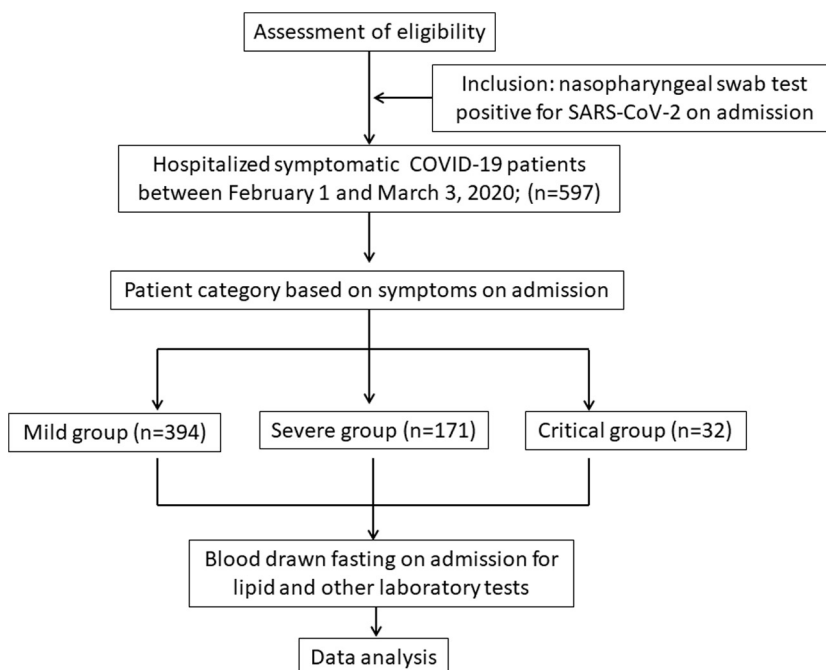 Assessment of eligibility
Inclusion: nasopharyngeal swab test
positive for SARS-CoV-2 on admission
Hospitalized symptomatic COVID-19 patients
between February 1 and March 3, 2020; (n=597)
Patient category based on symptoms on admission
Mild group (n=394)
Severe group (n=171)
Critical group (n=32)
Blood drawn fasting on admission for
lipid and other laboratory tests
Data analysis